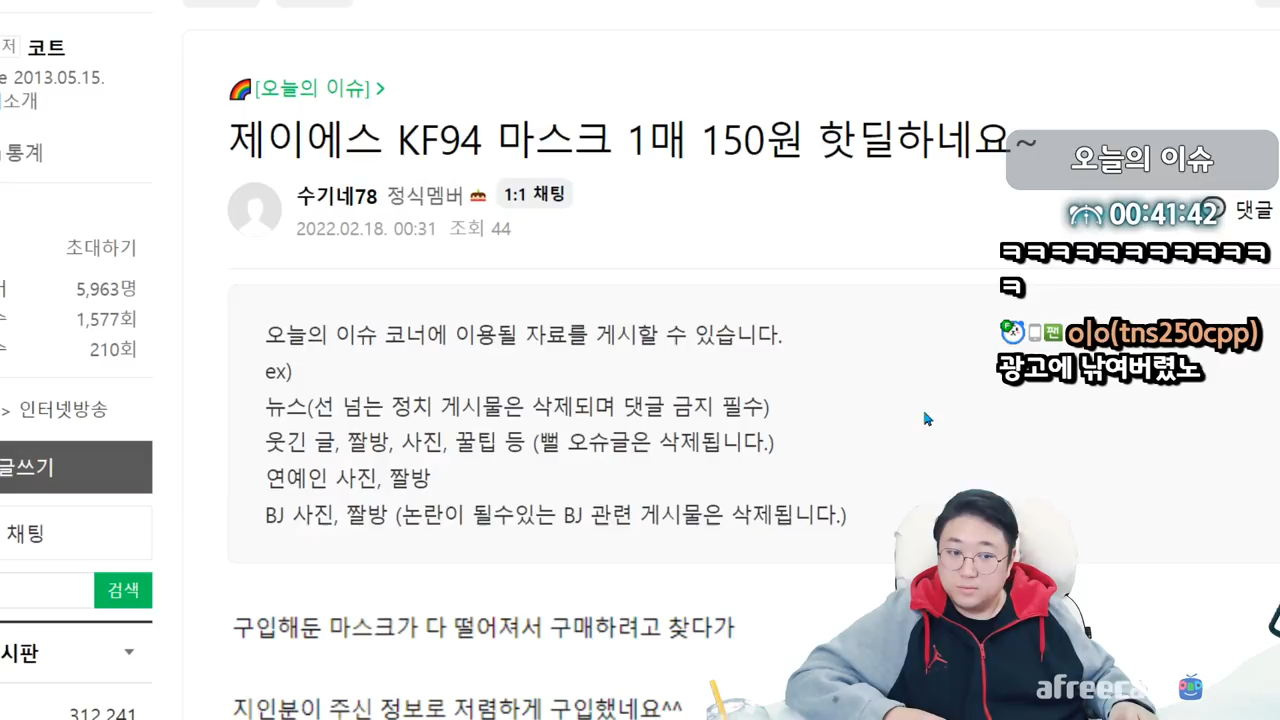 저 코트
e 2013.05.15.
소개
통계
초대하기
5,963명
1,577회
210회
> 인터넷방송
글쓰기
채팅
검색
시판
312,241
[오늘의 이슈]
제이에스 KF94 마스크 1매 150원 핫딜하네요~
수기네78 정식멤버 1:1 채팅
2022.02.18. 00:31 조회 44
댓글
오늘의 이슈 코너에 이용될 자료를 게시할 수 있습니다.
ex)
뉴스(선 넘는 정치 게시물은 삭제되며 댓글 금지 필수)
웃긴 글, 짤방, 사진, 꿀팁 등 (뻘 오슈글은 삭제됩니다.)
연예인 사진, 짤방
BJ 사진, 짤방 (논란이 될수있는 BJ 관련 게시물은 삭제됩니다.)
구입해둔 마스크가 다 떨어져서 구매하려고 찾다가
지인분이 주신 정보로 저렴하게 구입했네요^^
오늘의 이슈
00:41:42
ㅋㅋㅋㅋㅋㅋㅋㅋㅋㅋㅋ
ㅋ
F 팬 o|o(tns250cpp)
광고에 낚여버렸노